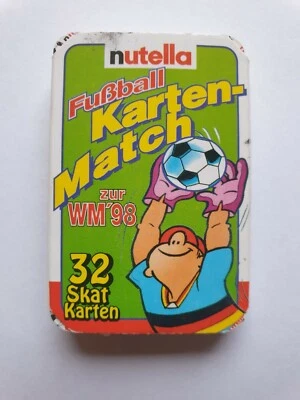 nutella
Fußball
Karten-
Match
zur
WM'98
32
Skat
Karten